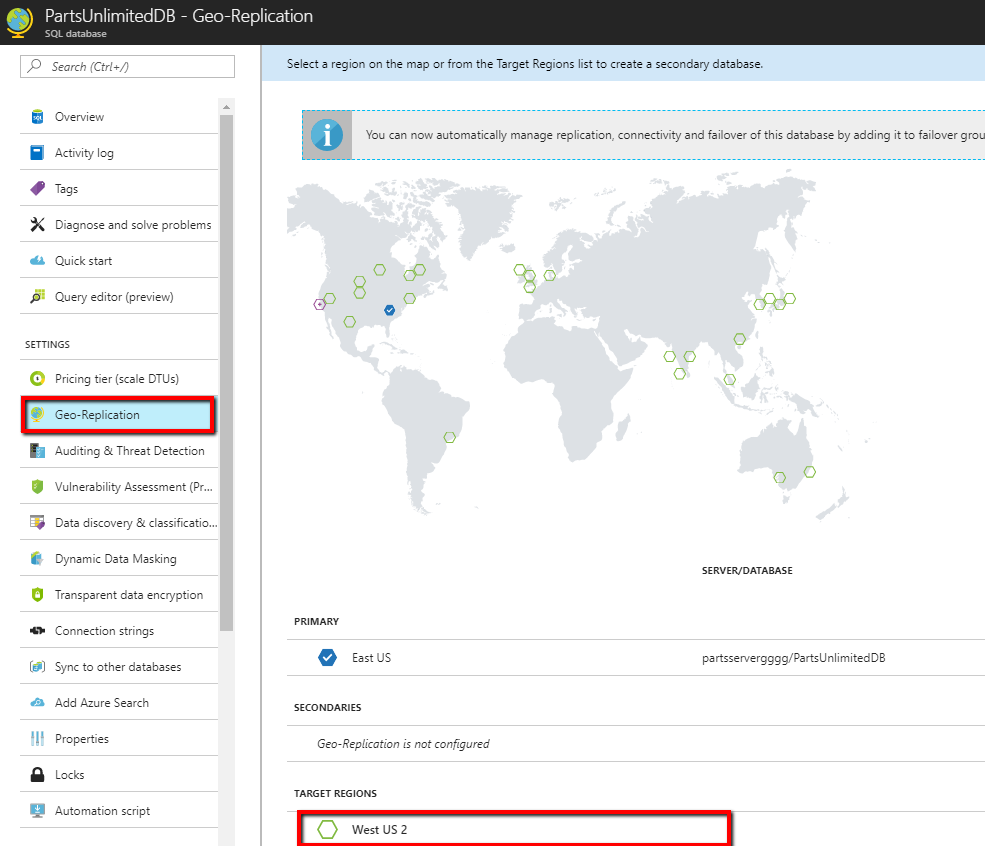 PartsUnlimitedDB - Geo-Replication
SQL database
Search (Ctrl+/)
Overview
Activity log
Tags
Diagnose and solve problems
Quick start
Query editor (preview)
SETTINGS
Pricing tier (scale DTUs)
Geo-Replication
Auditing & Threat Detection
Vulnerability Assessment (Pr...
Data discovery & classificatio...
Dynamic Data Masking
Transparent data encryption
Connection strings
Sync to other databases
Add Azure Search
Properties
Locks
Automation script
Select a region on the map or from the Target Regions list to create a secondary database.
You can now automatically manage replication, connectivity and failover of this database by adding it to failover grou
SERVER/DATABASE
PRIMARY
East US partsservergggg/PartsUnlimitedDB
SECONDARIES
Geo-Replication is not configured
TARGET REGIONS
West US 2